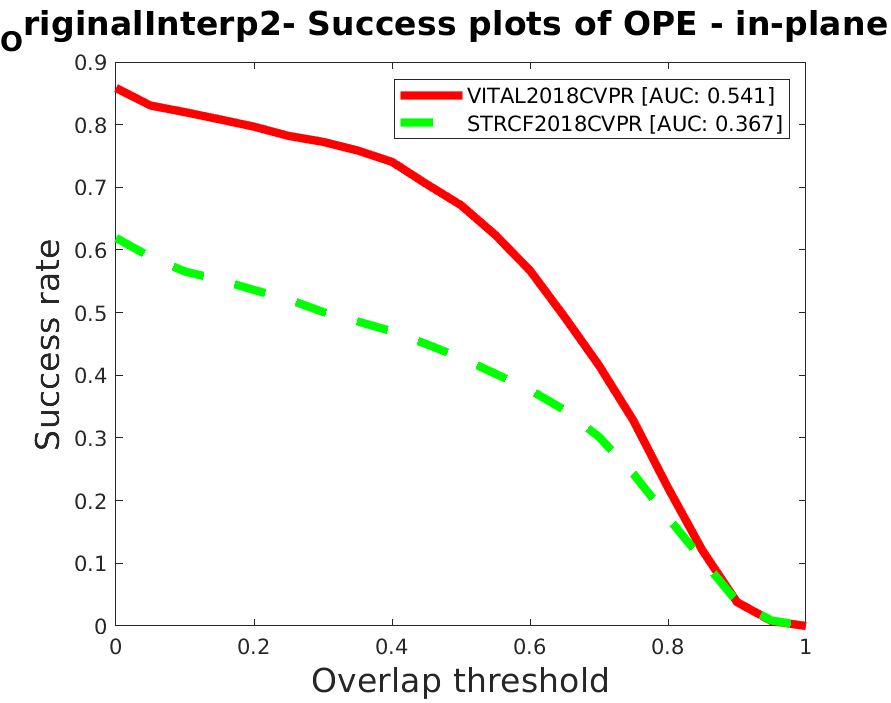 OriginalInterp2- Success plots of OPE - in-plane
VITAL2018CVPR [AUC: 0.541]
STRCF2018CVPR [AUC: 0.367]
Success rate
0.9
0.8
0.7
0.6
0.5
0.4
0.3
0.2
0.1
0
0 0.2 0.4 0.6 0.8 1
Overlap threshold